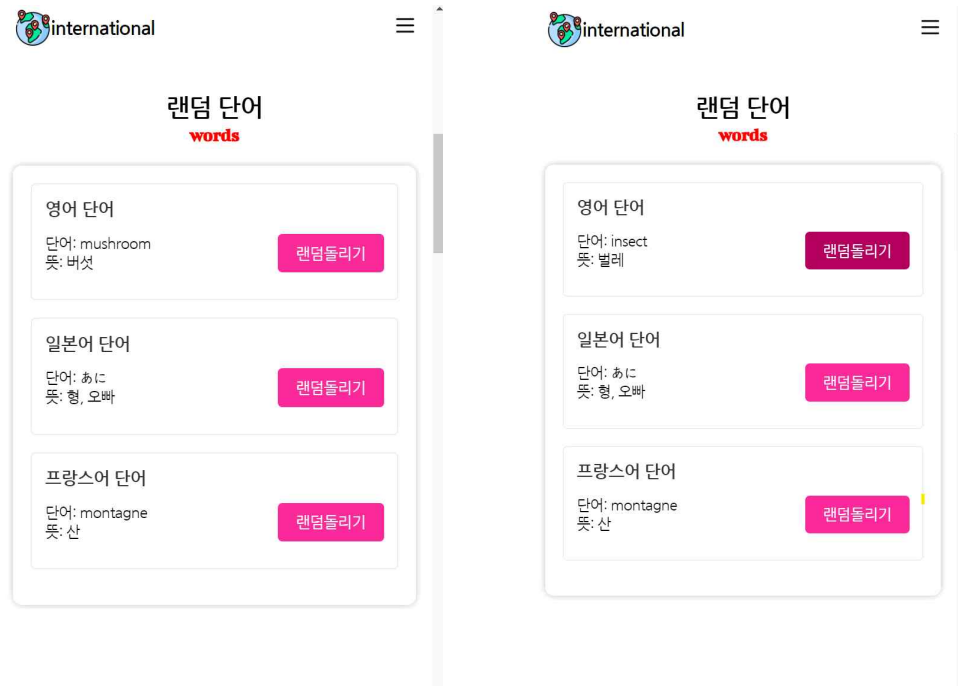 international
랜덤 단어
words
영어 단어
단어: mushroom
뜻: 버섯
랜덤돌리기
일본어 단어
단어: あに
뜻: 형, 오빠
랜덤돌리기
프랑스어 단어
단어: montagne
뜻: 산
랜덤돌리기
international
랜덤 단어
words
영어 단어
단어: insect
뜻: 벌레
랜덤돌리기
일본어 단어
단어: あに
뜻: 형, 오빠
랜덤돌리기
프랑스어 단어
단어: montagne
뜻: 산
랜덤돌리기